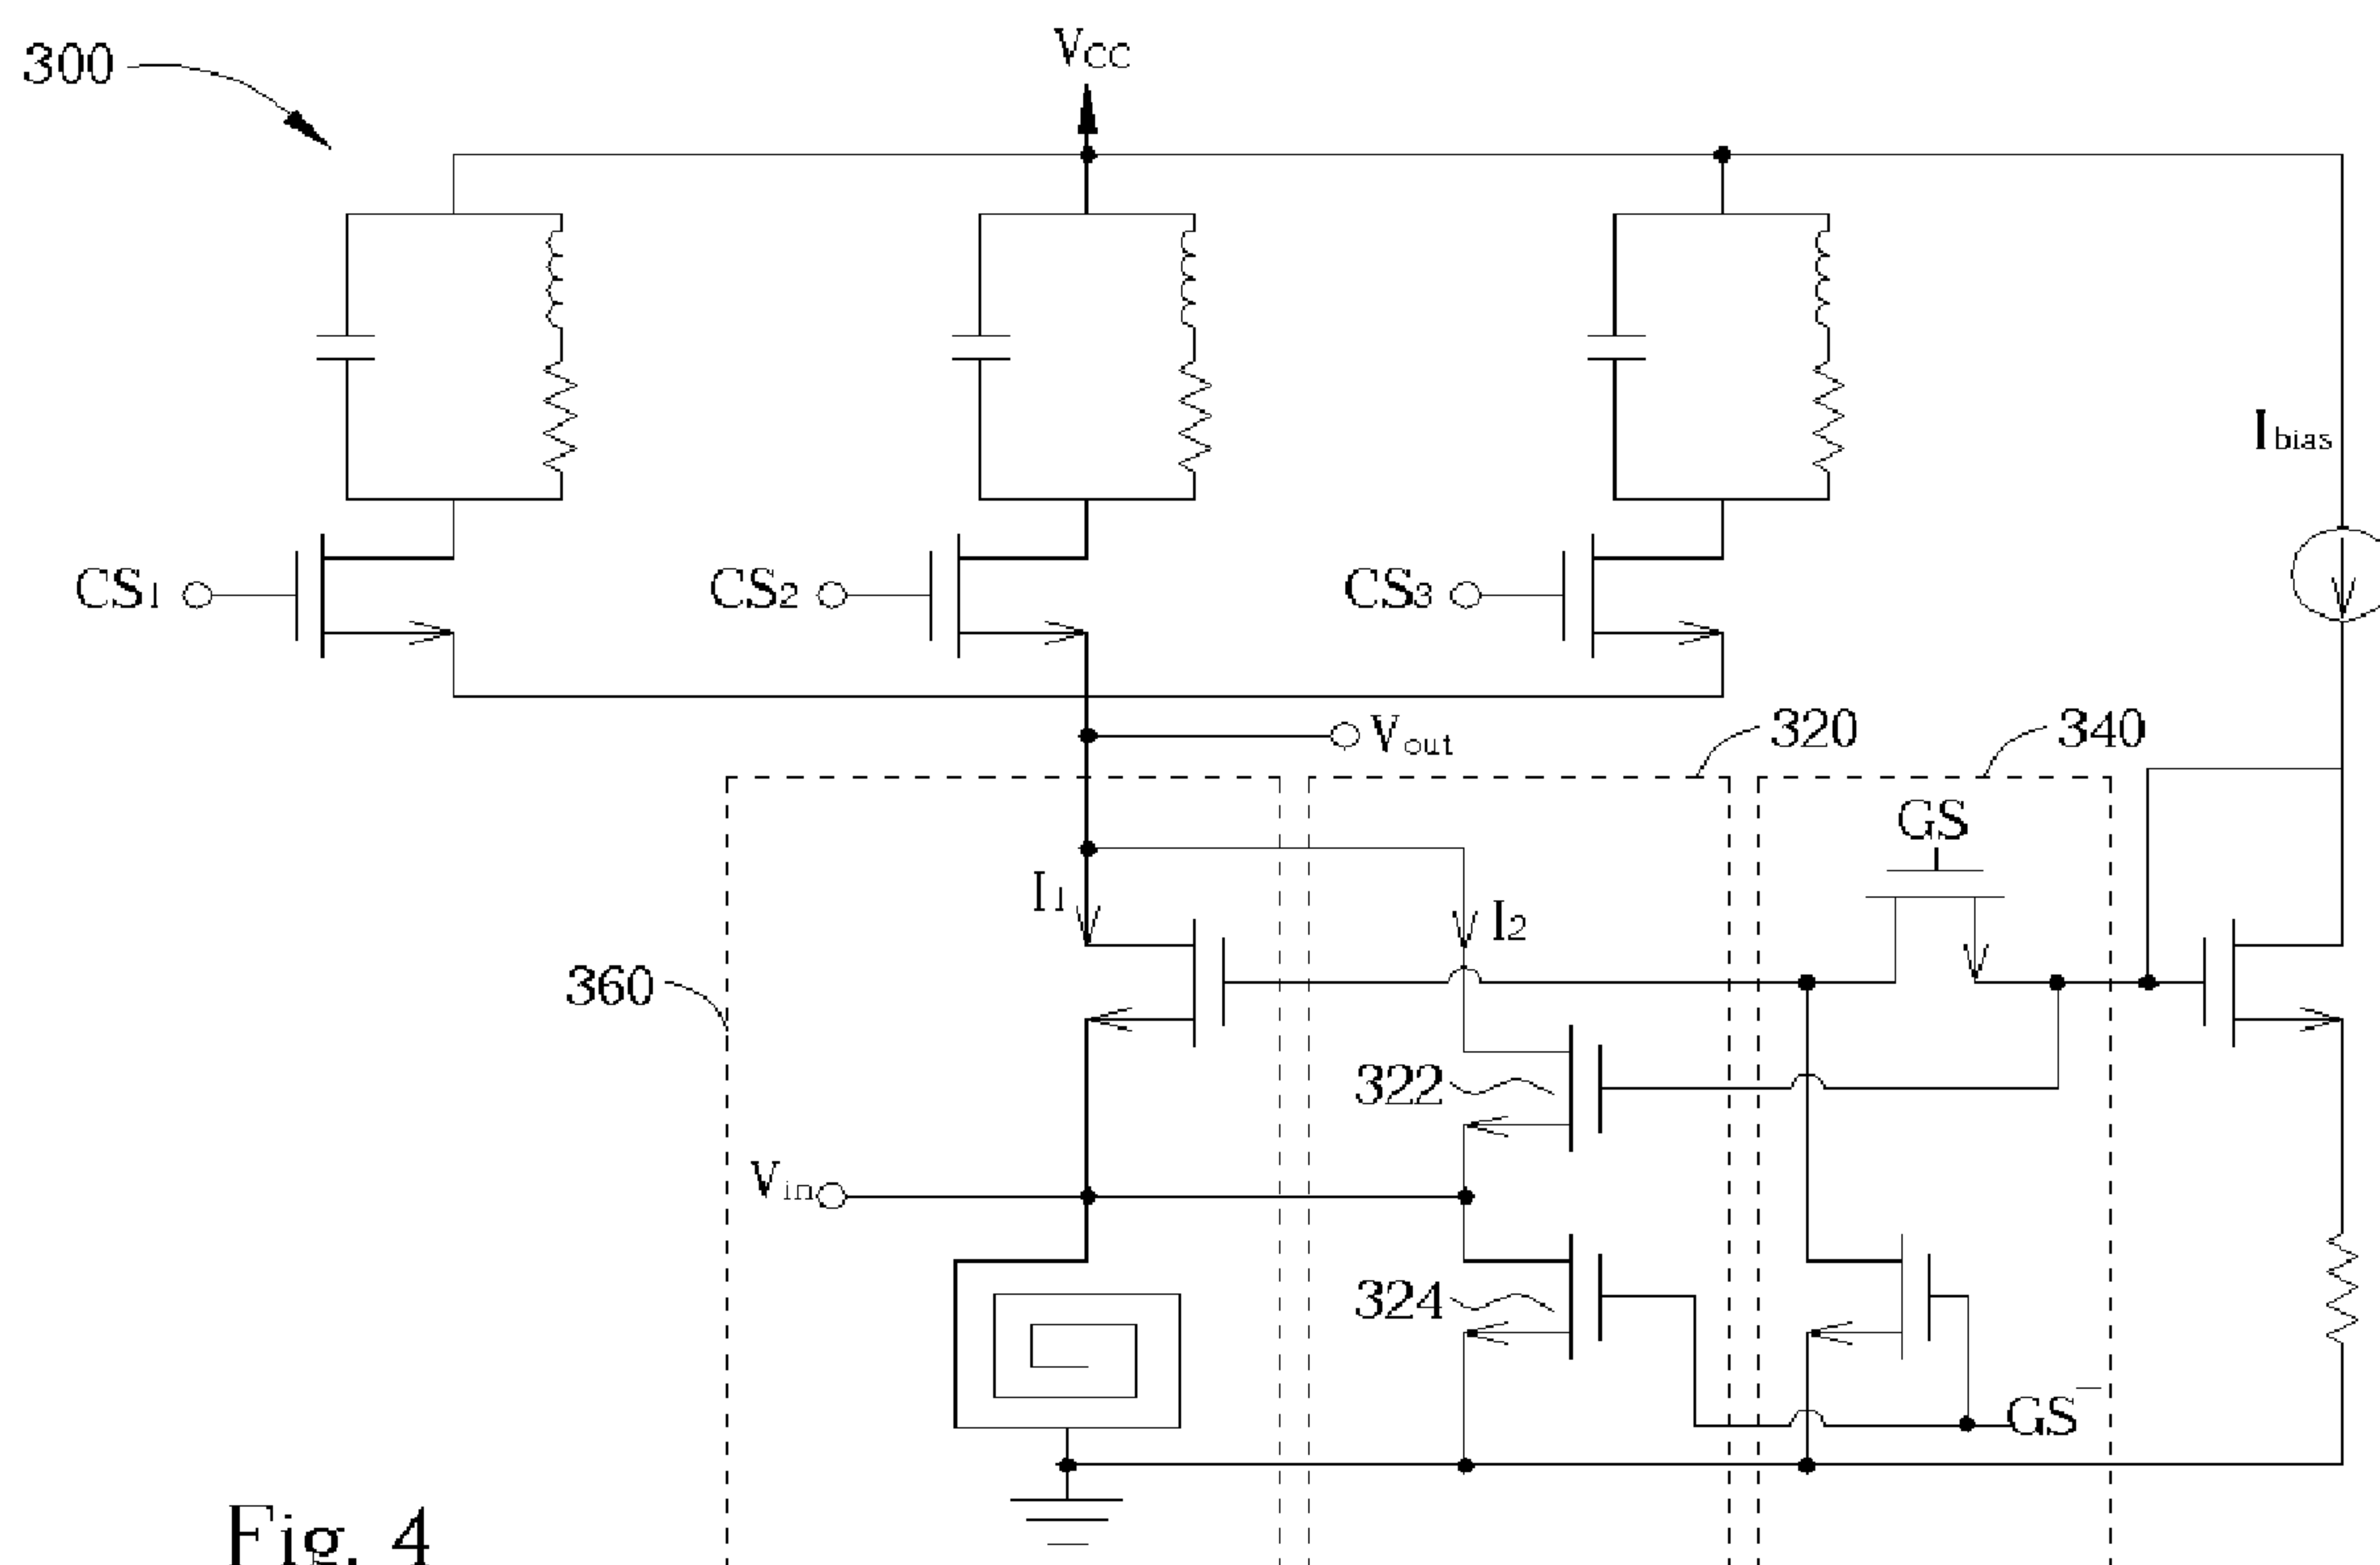 300
VCC
Ibias
CS1
CS2
CS3
Vout
320
340
GS
I1
I2
360
322
Vin
324
GS‾
Fig. 4